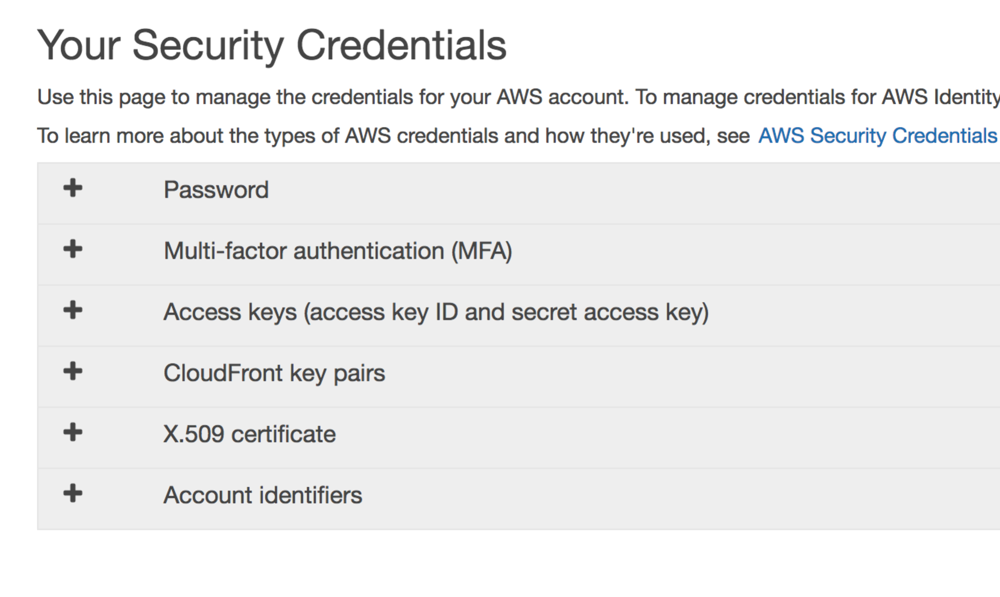 Your Security Credentials
Use this page to manage the credentials for your AWS account. To manage credentials for AWS Identity
To learn more about the types of AWS credentials and how they're used, see AWS Security Credentials
Password
Multi-factor authentication (MFA)
Access keys (access key ID and secret access key)
CloudFront key pairs
X.509 certificate
Account identifiers